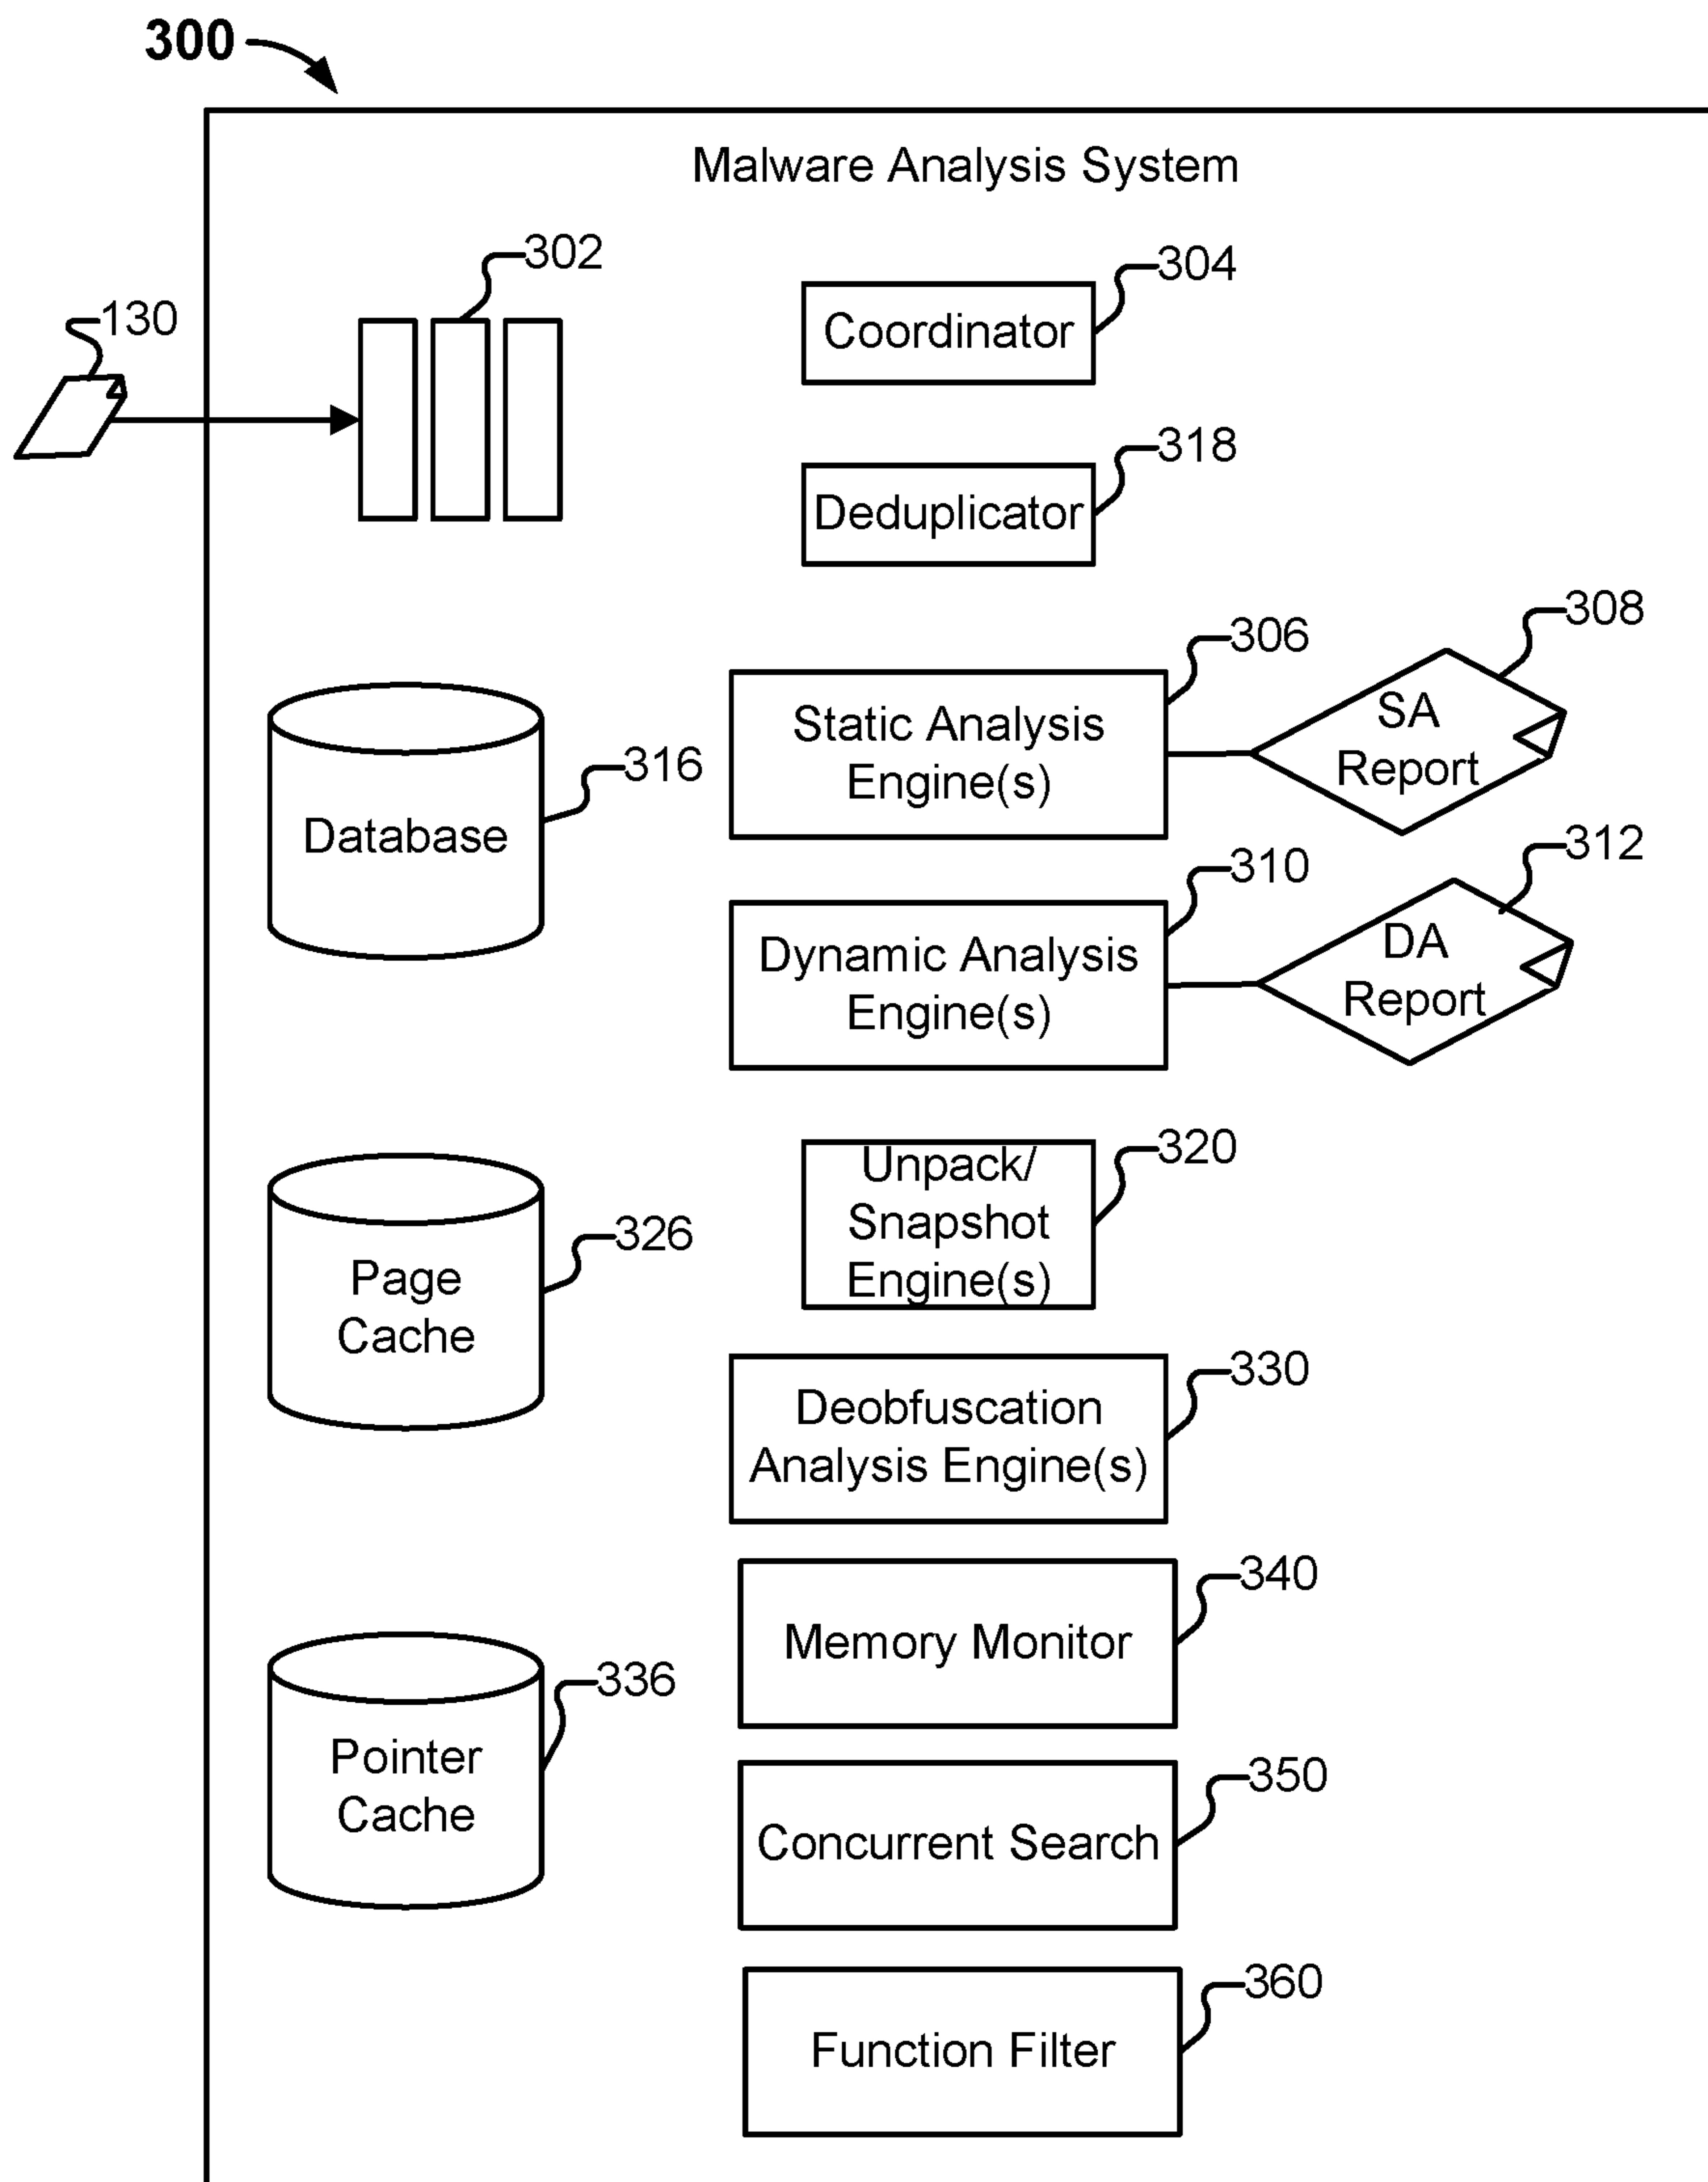 300
Malware Analysis System
302
304
130
Coordinator
318
Deduplicator
308
306
SA
Report
Static Analysis
Engine(s)
316
Database
312
310
DA
Report
Dynamic Analysis
Engine(s)
320
Unpack/
Snapshot
Engine(s)
326
Page
Cache
330
Deobfuscation
Analysis Engine(s)
340
Memory Monitor
336
Pointer
Cache
350
Concurrent Search
360
Function Filter